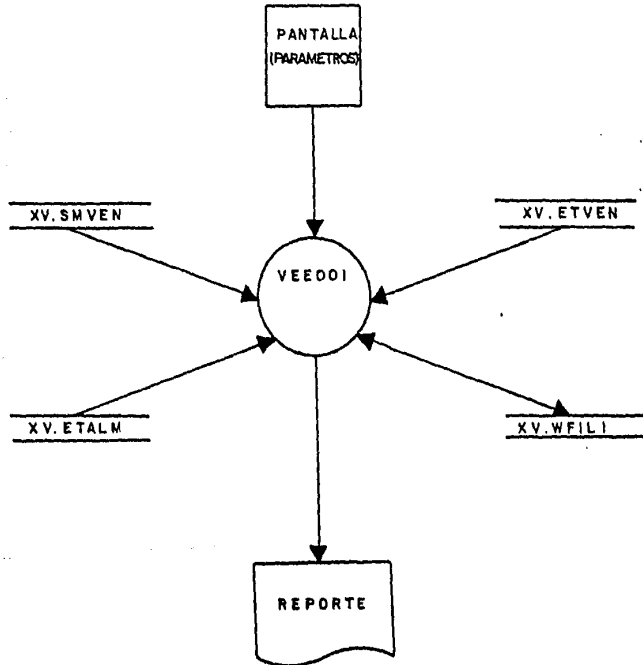 PANTALLA
(PARAMETROS)
XV.SMVEN
XV.ETVEN
VEE001
XV.ETALM
XV.WFIL1
REPORTE